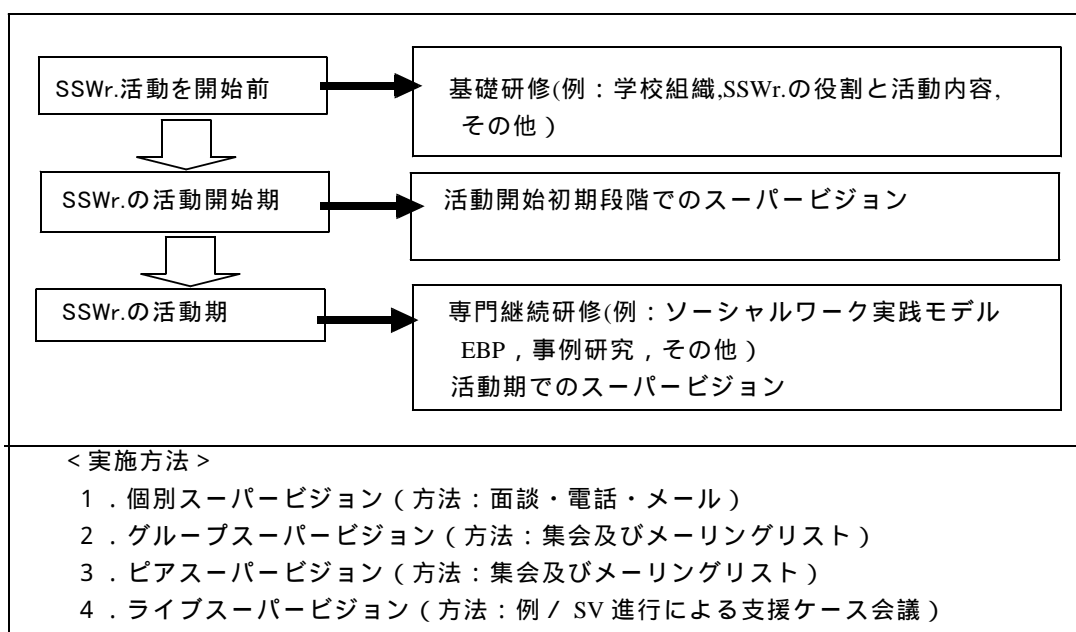 SSWr.活動を開始前
基礎研修(例：学校組織,SSWr.の役割と活動内容,
その他）
SSWr.の活動開始期
活動開始初期段階でのスーパービジョン
SSWr.の活動期
専門継続研修(例：ソーシャルワーク実践モデル
EBP，事例研究，その他）
活動期でのスーパービジョン
＜実施方法＞
１．個別スーパービジョン（方法：面談・電話・メール）
２．グループスーパービジョン（方法：集会及びメーリングリスト）
３．ピアスーパービジョン（方法：集会及びメーリングリスト）
４．ライブスーパービジョン（方法：例／SV進行による支援ケース会議）